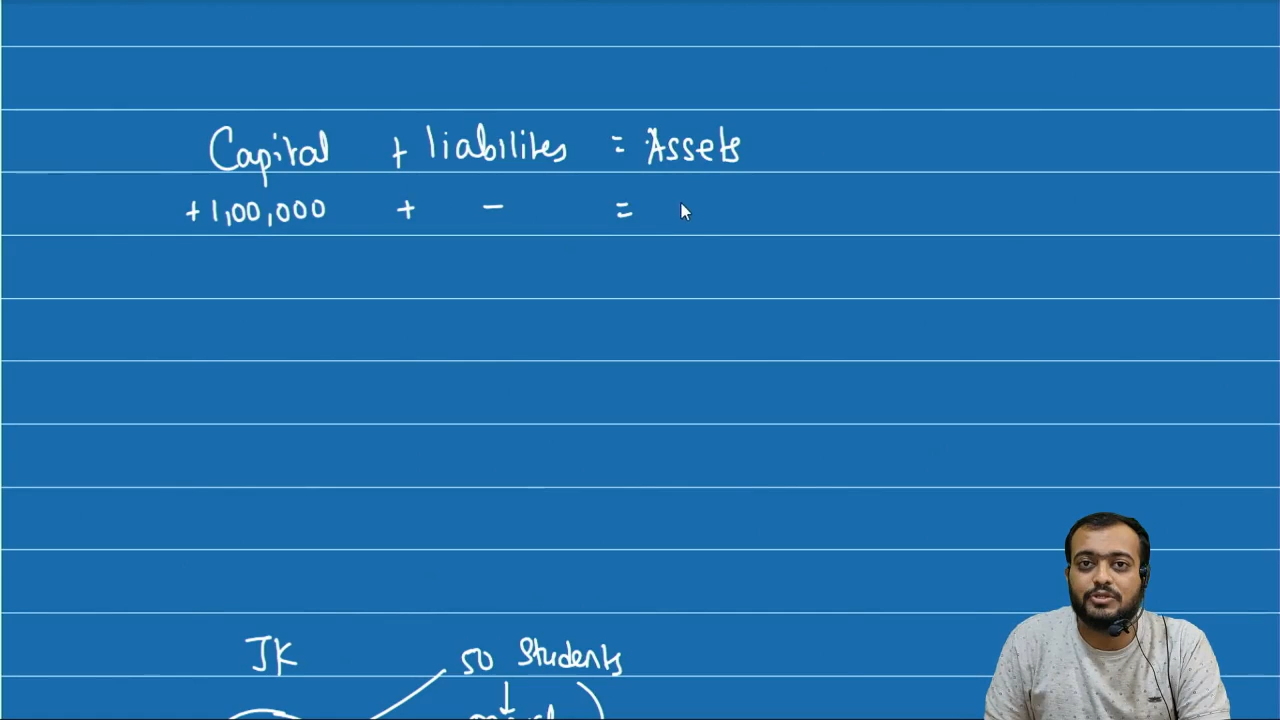 Capital + liabilites = Assets
+1,00,000 + - =
JK 50 Students